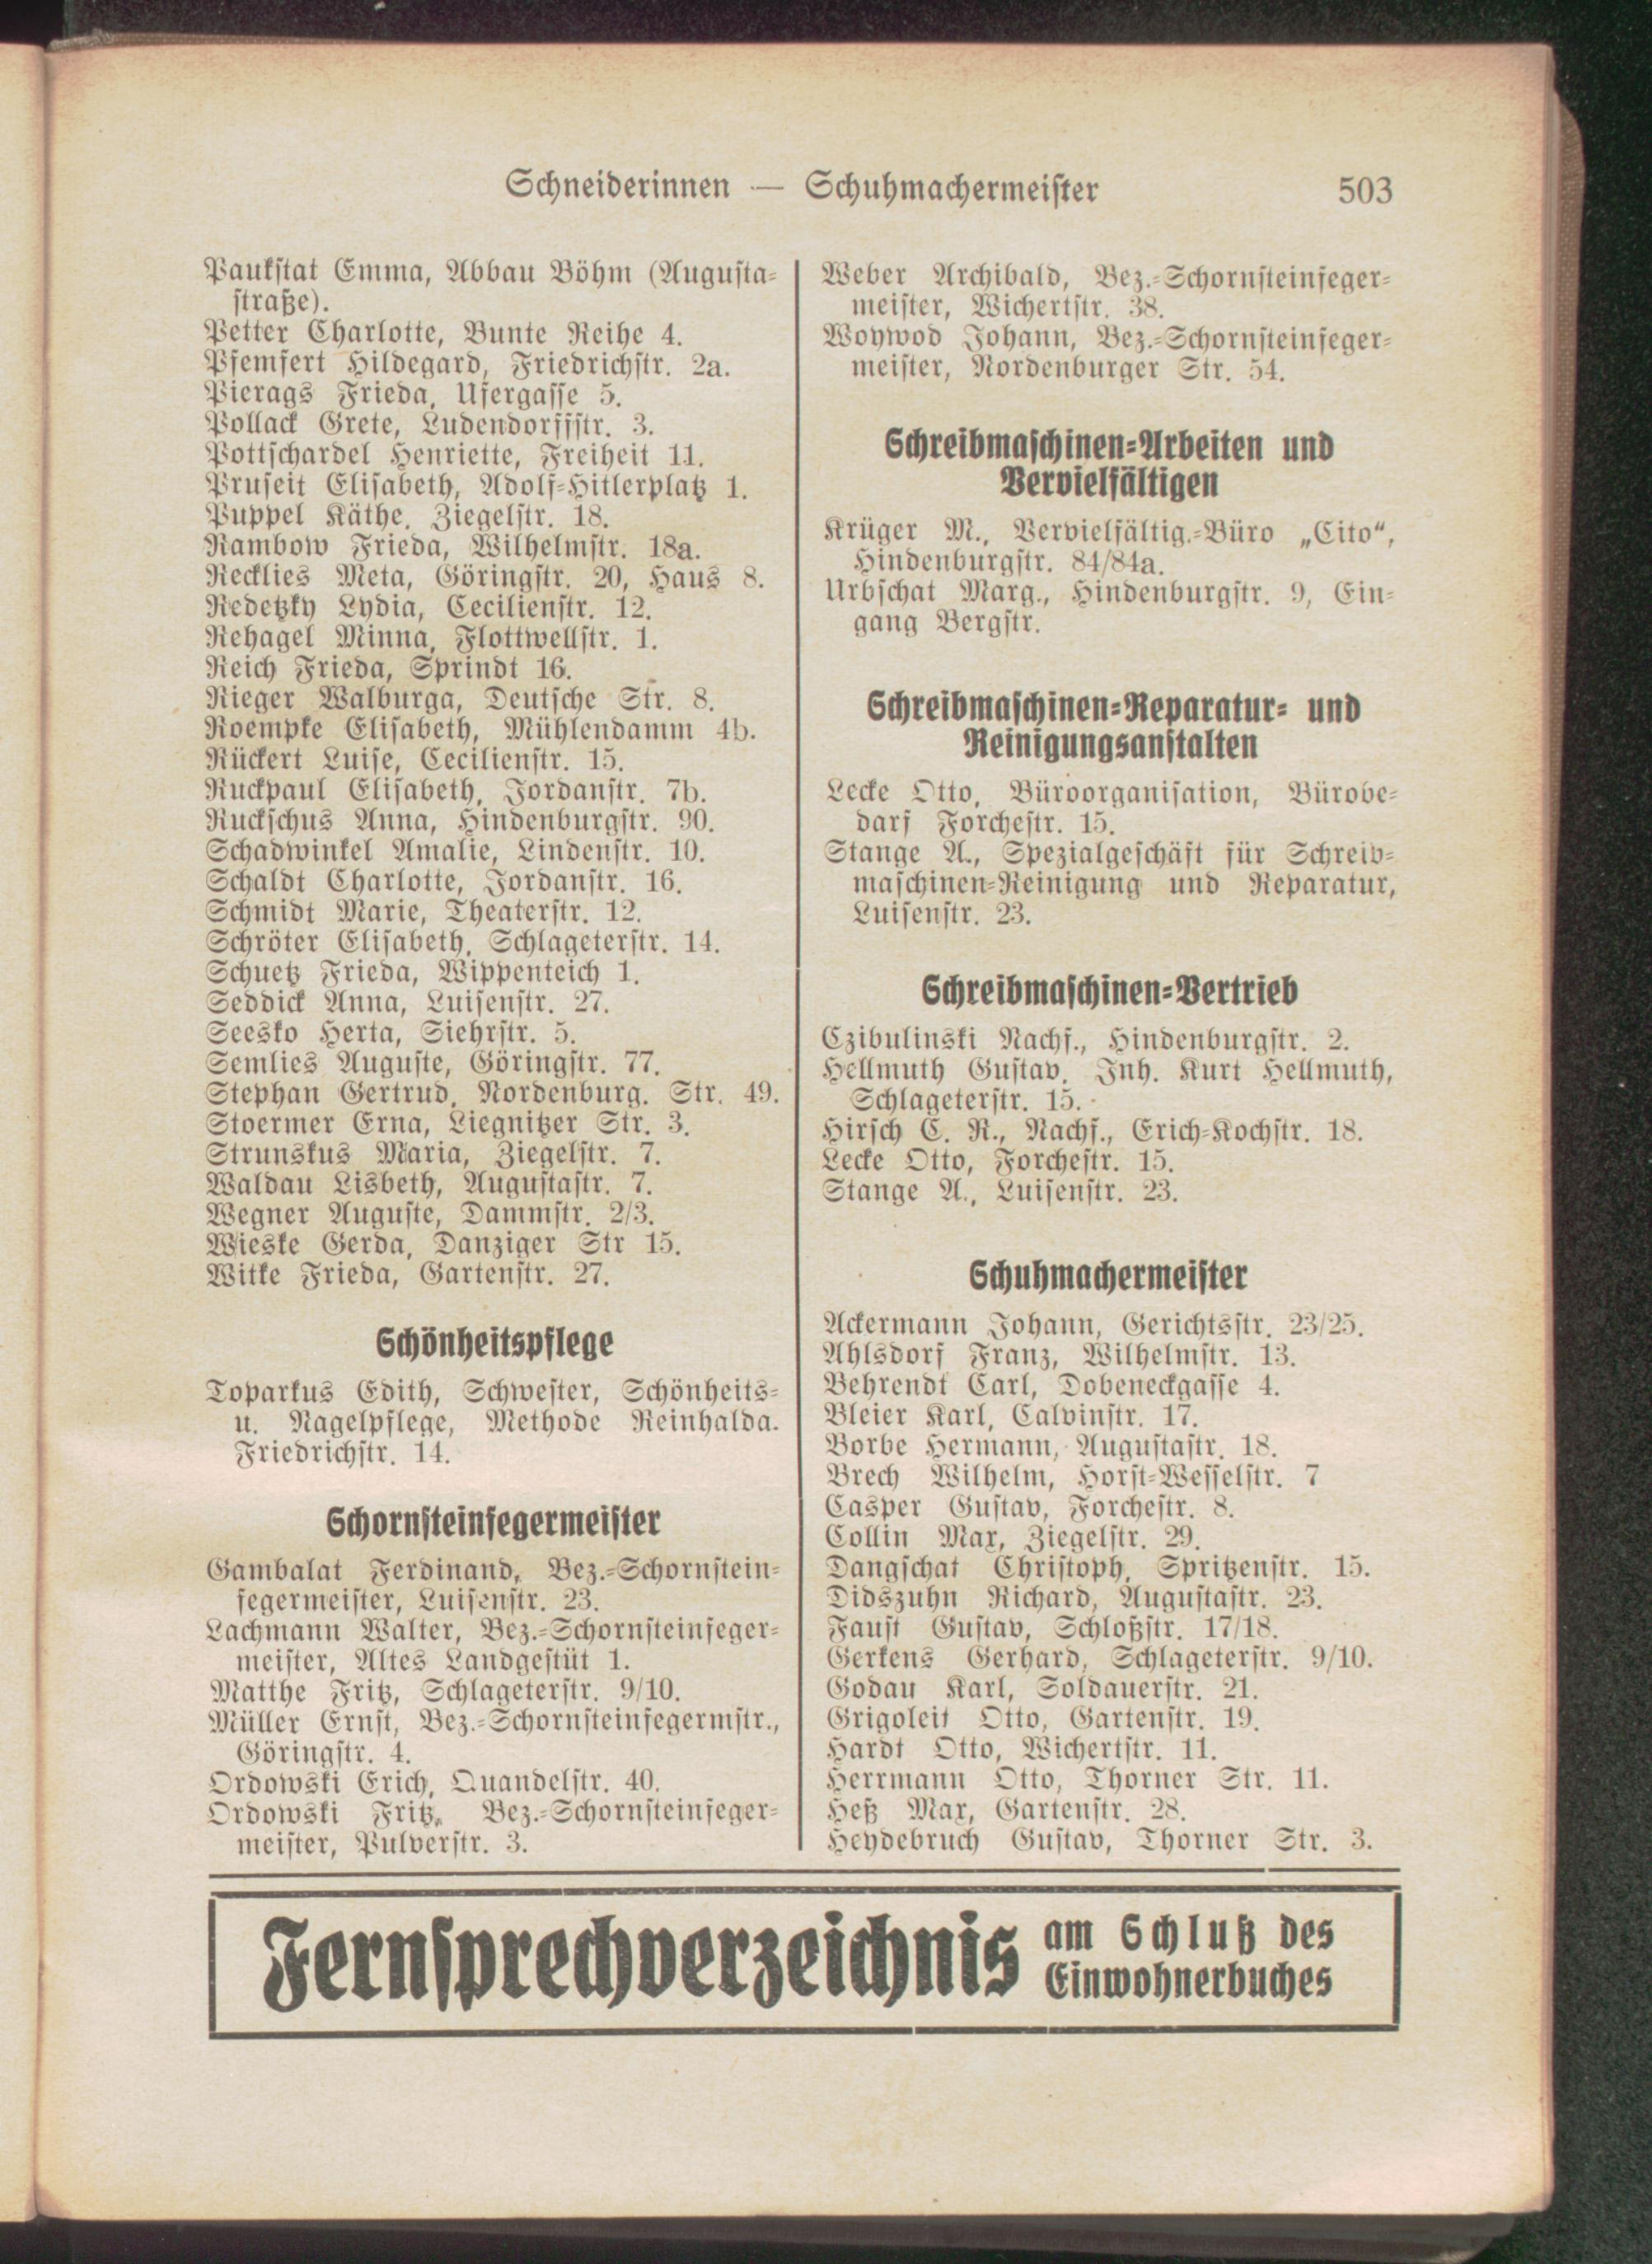 Schneiderinnen — Schuhmachermeister 503
Paukstat Emma, Abbau Böhm (Augusta-
straße).
Petter Charlotte, Bunte Reihe 4.
Pfemfert Hildegard, Friedrichstr. 2a.
Pierags Frieda, Ufergasse 5.
Pollack Grete, Ludendorffstr. 3.
Pottschardel Henriette, Freiheit 11.
Pruseit Elisabeth, Adolf-Hitlerplatz 1.
Puppel Käthe, Ziegelstr. 18.
Rambow Frieda, Wilhelmstr. 18a.
Recklies Meta, Göringstr. 20, Haus 8.
Redetzky Lydia, Cecilienstr. 12.
Rehagel Minna, Flottwellstr. 1.
Reich Frieda, Sprindt 16.
Rieger Walburga, Deutsche Str. 8.
Roempke Elisabeth, Mühlendamm 4b.
Rückert Luise, Cecilienstr. 15.
Ruckpaul Elisabeth, Jordanstr. 7b.
Ruckschus Anna, Hindenburgstr. 90.
Schadwinkel Amalie, Lindenstr. 10.
Schaldt Charlotte, Jordanstr. 16.
Schmidt Marie, Theaterstr. 12.
Schröter Elisabeth, Schlageterstr. 14.
Schuetz Frieda, Wippenteich 1.
Seddick Anna, Luisenstr. 27.
Seesko Herta, Siehrstr. 5.
Semlies Auguste, Göringstr. 77.
Stephan Gertrud, Nordenburg. Str. 49.
Stoermer Erna, Liegnitzer Str. 3.
Strunskus Maria, Ziegelstr. 7.
Waldau Lisbeth, Augustastr. 7.
Wegner Auguste, Dammstr. 2/3.
Wieske Gerda, Danziger Str 15.
Witke Frieda, Gartenstr. 27.
Schönheitspflege
Toparkus Edith, Schwester, Schönheits-
u. Nagelpflege, Methode Reinhalda.
Friedrichstr. 14.
Schornsteinfegermeister
Gambalat Ferdinand, Bez.-Schornstein-
fegermeister, Luisenstr. 23.
Lachmann Walter, Bez.-Schornsteinfeger-
meister, Altes Landgestüt 1.
Matthe Fritz, Schlageterstr. 9/10.
Müller Ernst, Bez.-Schornsteinfegermstr.,
Göringstr. 4.
Ordowski Erich, Quandelstr. 40.
Ordowski Fritz, Bez.-Schornsteinfeger-
meister, Pulverstr. 3.
Weber Archibald, Bez.-Schornsteinfeger-
meister, Wichertstr. 38.
Woywod Johann, Bez.-Schornsteinfeger-
meister, Nordenburger Str. 54.
Schreibmaschinen-Arbeiten und
Vervielfältigen
Krüger M., Vervielfältig.-Büro „Cito“,
Hindenburgstr. 84/84a.
Urbschat Marg., Hindenburgstr. 9, Ein-
gang Bergstr.
Schreibmaschinen-Reparatur- und
Reinigungsanstalten
Lecke Otto, Büroorganisation, Bürobe-
darf Forchestr. 15.
Stange A., Spezialgeschäft für Schreib-
maschinen-Reinigung und Reparatur,
Luisenstr. 23.
Schreibmaschinen-Vertrieb
Czibulinski Nachf., Hindenburgstr. 2.
Hellmuth Gustav, Inh. Kurt Hellmuth,
Schlageterstr. 15.
Hirsch C. R., Nachf., Erich-Kochstr. 18.
Lecke Otto, Forchestr. 15.
Stange A., Luisenstr. 23.
Schuhmachermeister
Ackermann Johann, Gerichtsstr. 23/25.
Ahlsdorf Franz, Wilhelmstr. 13.
Behrendt Carl, Dobeneckgasse 4.
Bleier Karl, Calvinstr. 17.
Borbe Hermann, Augustastr. 18.
Brech Wilhelm, Horst-Wesselstr. 7
Casper Gustav, Forchestr. 8.
Collin Max, Ziegelstr. 29.
Dangschat Christoph, Spritzenstr. 15.
Didszuhn Richard, Augustastr. 23.
Faust Gustav, Schloßstr. 17/18.
Gerkens Gerhard, Schlageterstr. 9/10.
Godau Karl, Soldauerstr. 21.
Grigoleit Otto, Gartenstr. 19.
Hardt Otto, Wichertstr. 11.
Herrmann Otto, Thorner Str. 11.
Heß Max, Gartenstr. 28.
Heydebruch Gustav, Thorner Str. 3.
Fernsprechverzeichnis am Schluß des
Einwohnerbuches